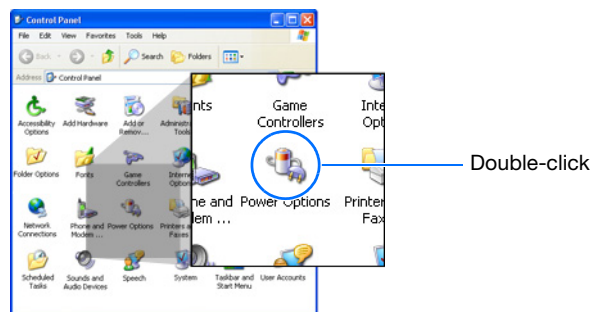 Control Panel
File Edit View Favorites Tools Help
Back Search Folders
Address Control Panel
Accessibility Options
Add Hardware
Add or Remov...
Administr
Tools
nts
Game Controllers
Inte
Opt
Folder Options
Fonts
Game Controllers
Interne
Option
ne and
em ...
Power Options
Printer
Fax
Double-click
Network Connections
Phone and Modem ...
Power Options
Printers a
Faxes
Scheduled Tasks
Sounds and Audio Devices
Speech
System
Taskbar and Start Menu
User Accounts